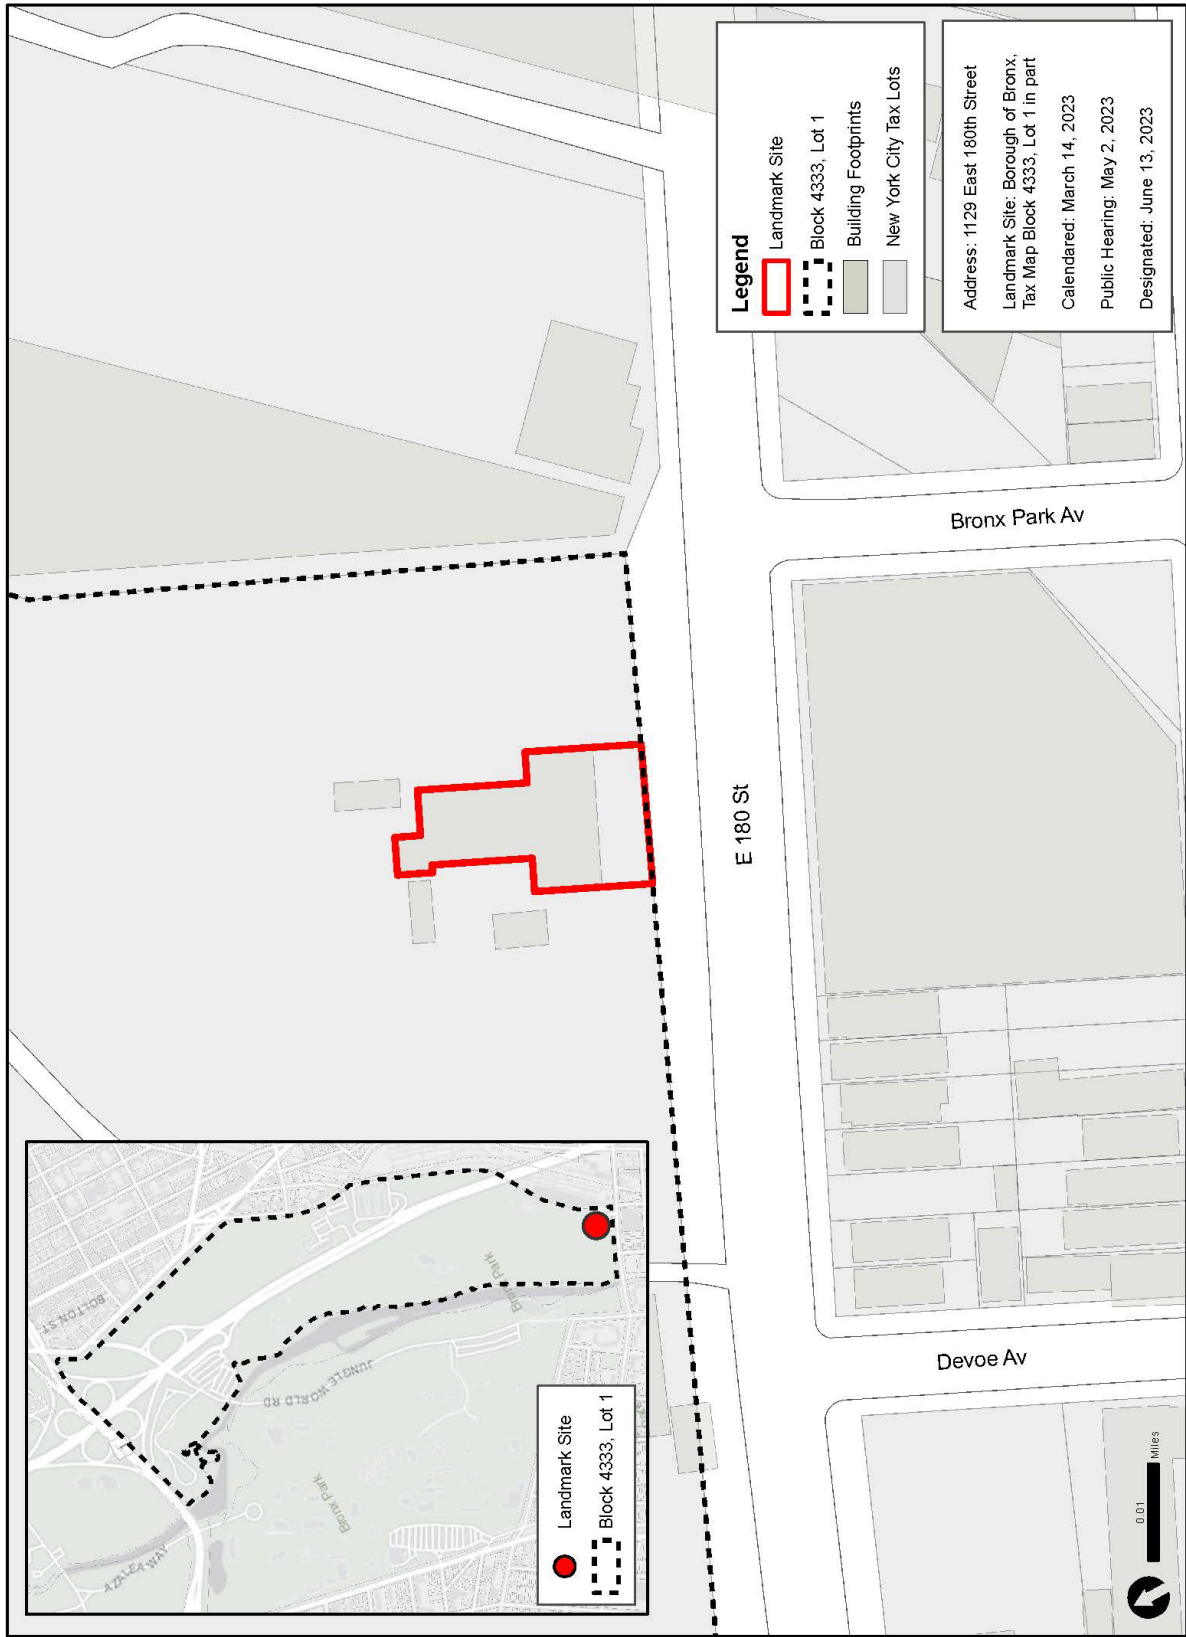 BOLTON ST
JUNGLE WORLD RD
Bronx Park
Bronx Park
AZALEA WAY
Landmark Site
Block 4333, Lot 1
E 180 St
Bronx Park Av
Devoe Av
Legend
Landmark Site
Block 4333, Lot 1
Building Footprints
New York City Tax Lots
Address: 1129 East 180th Street
Landmark Site: Borough of Bronx,
Tax Map Block 4333, Lot 1 in part
Calendared: March 14, 2023
Public Hearing: May 2, 2023
Designated: June 13, 2023
0.01
Miles